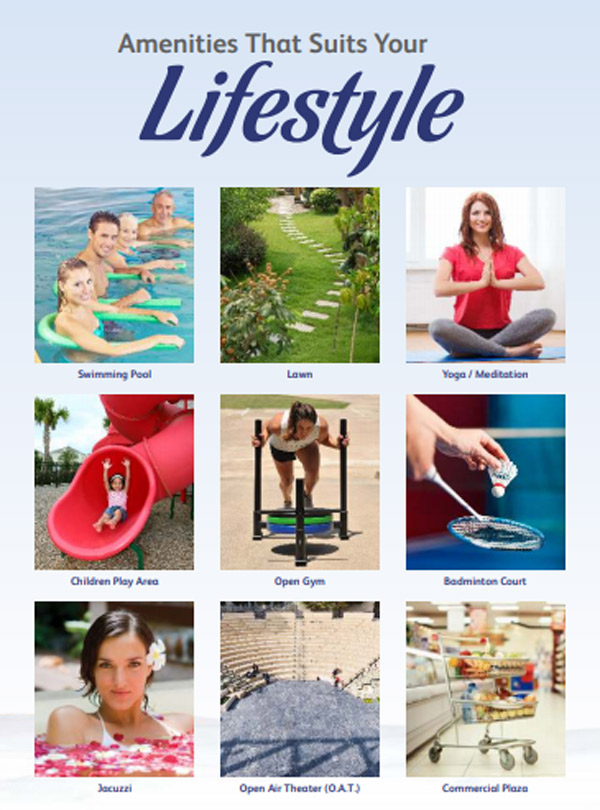 Amenities That Suits Your
Lifestyle
Swimming Pool
Lawn
Yoga / Meditation
Children Play Area
Open Gym
Badminton Court
Jacuzzi
Open Air Theater (O.A.T.)
Commercial Plaza